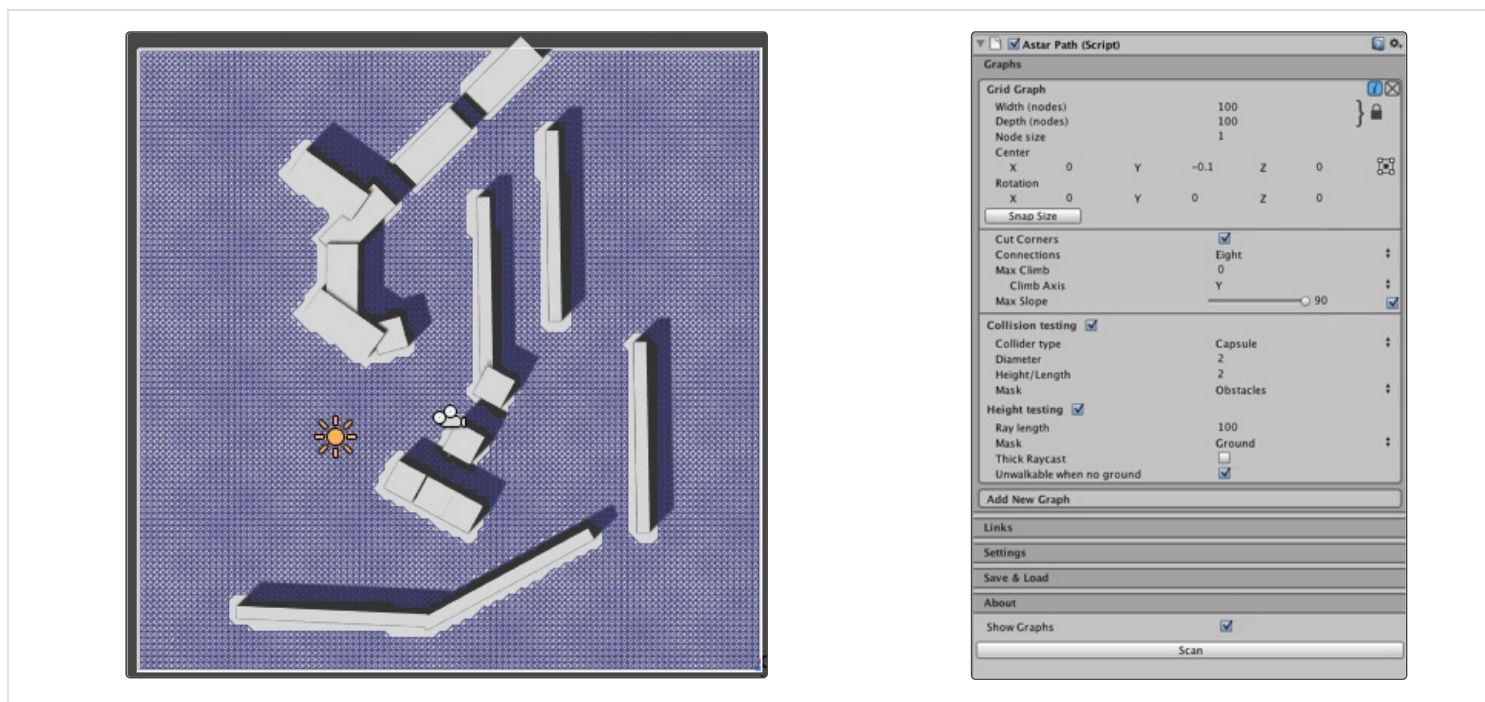 Astar Path (Script)
Graphs
Grid Graph
Width (nodes) 100
Depth (nodes) 100
Node size 1
Center
X 0 Y -0.1 Z 0
Rotation
X 0 Y 0 Z 0
Snap Size
Cut Corners
Connections Eight
Max Climb 0
Climb Axis Y
Max Slope 90
Collision testing
Collider type Capsule
Diameter 2
Height/Length 2
Mask Obstacles
Height testing
Ray length 100
Mask Ground
Thick Raycast
Unwalkable when no ground
Add New Graph
Links
Settings
Save & Load
About
Show Graphs
Scan